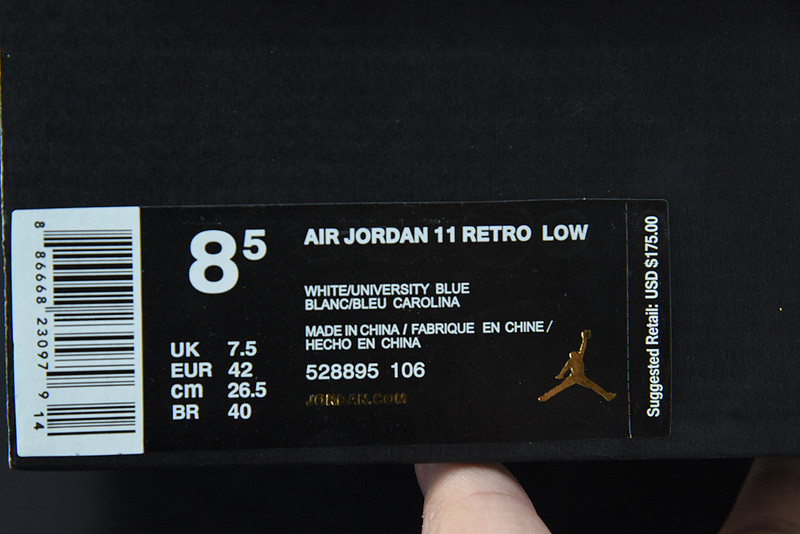 8 86668 23097 9 14
8 5
AIR JORDAN 11 RETRO LOW
WHITE/UNIVERSITY BLUE
BLANC/BLEU CAROLINA
MADE IN CHINA / FABRIQUE EN CHINE /
HECHO EN CHINA
UK 7.5
EUR 42
cm 26.5
BR 40
528895 106
JORDAN.COM
Suggested Retail: USD $175.00